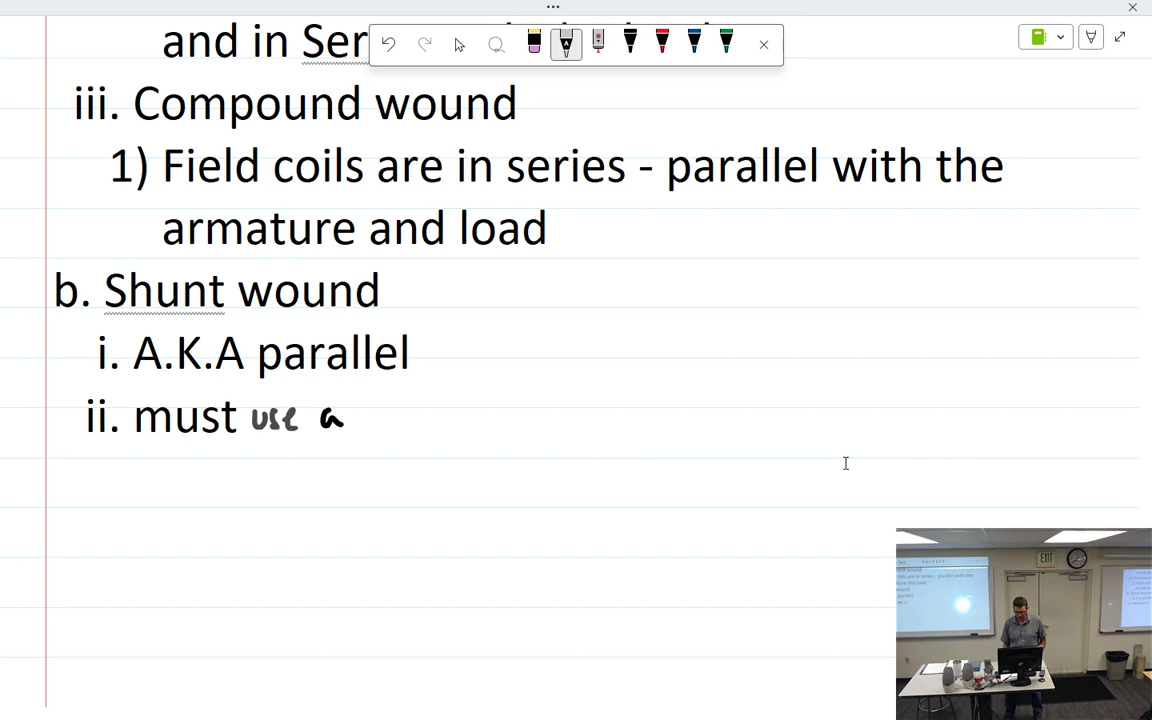 and in Ser
iii. Compound wound
1) Field coils are in series - parallel with the
armature and load
b. Shunt wound
i. A.K.A parallel
ii. must use a
EXIT